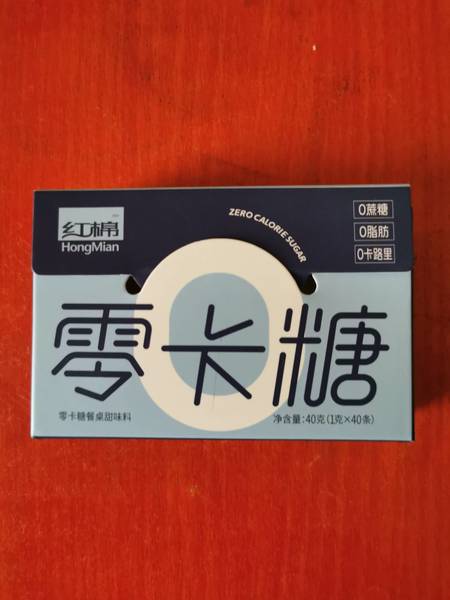 红棉
HongMian
ZERO CALORIE SUGAR
0蔗糖
0脂肪
0卡路里
零卡糖
零卡糖餐桌甜味料
净含量:40克(1克×40条)